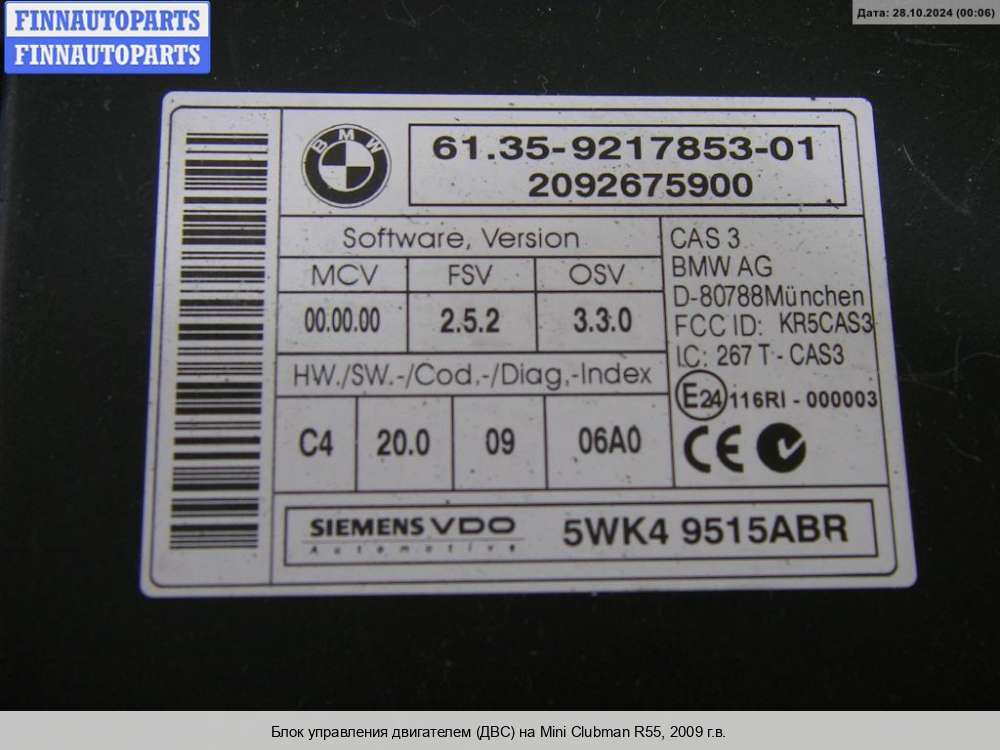 FINNAUTOPARTS
FINNAUTOPARTS
Дата: 28.10.2024 (00:06)
BMW
61.35-9217853-01
2092675900
Software, Version
MCV FSV OSV
00.00.00 2.5.2 3.3.0
HW./SW.-/Cod.-/Diag.-Index
C4 20.0 09 06A0
CAS 3
BMW AG
D-80788 München
FCC ID: KR5CAS3
I.C: 267 T - CAS3
E24 116RI - 000003
CE
SIEMENS VDO
Automotive
5WK4 9515ABR
Блок управления двигателем (ДВС) на Mini Clubman R55, 2009 г.в.